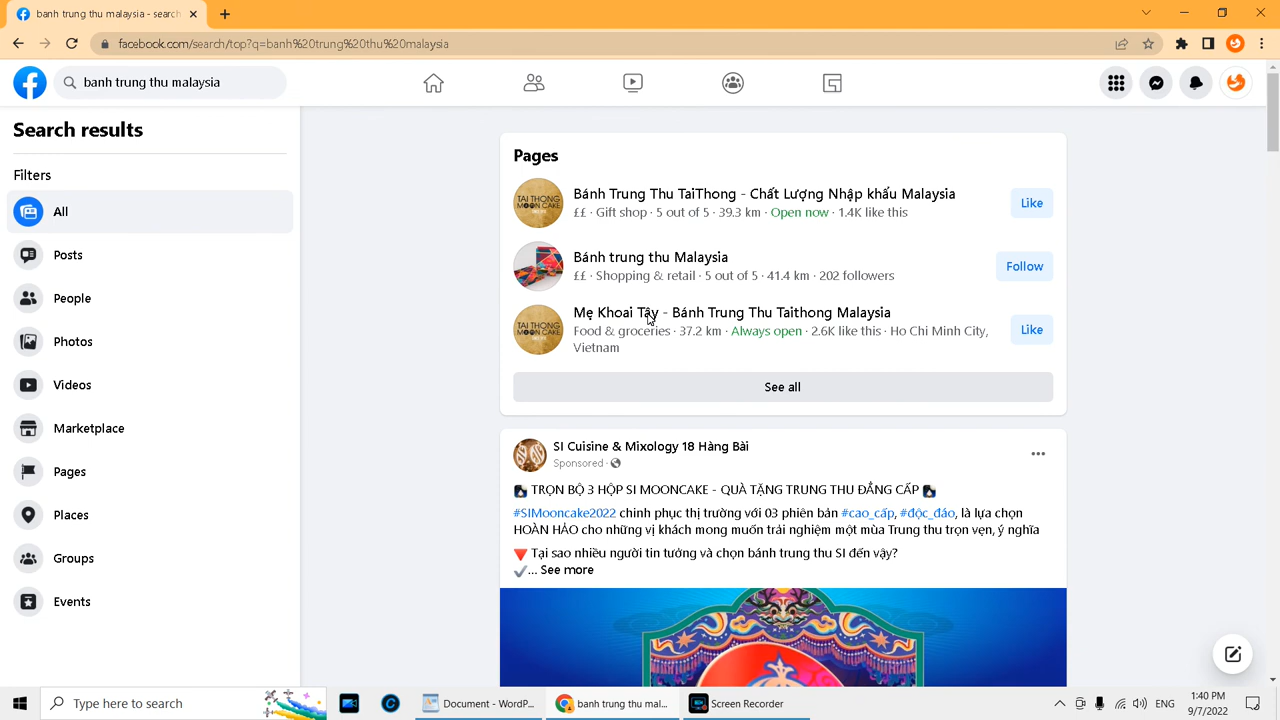 banh trung thu malaysia - search
facebook.com/search/top?q=banh%20trung%20thu%20malaysia
banh trung thu malaysia
Search results
Filters
All
Posts
People
Photos
Videos
Marketplace
Pages
Places
Groups
Events
Pages
TAI THONG
MOON CAKE
Bánh Trung Thu TaiThong - Chất Lượng Nhập khẩu Malaysia
££ · Gift shop · 5 out of 5 · 39.3 km · Open now · 1.4K like this
Like
Bánh trung thu Malaysia
££ · Shopping & retail · 5 out of 5 · 41.4 km · 202 followers
Follow
TAI THONG
MOON CAKE
Mẹ Khoai Tây - Bánh Trung Thu Taithong Malaysia
Food & groceries · 37.2 km · Always open · 2.6K like this · Ho Chi Minh City,
Vietnam
Like
See all
SI Cuisine & Mixology 18 Hàng Bài
Sponsored ·
TRỌN BỘ 3 HỘP SI MOONCAKE - QUÀ TẶNG TRUNG THU ĐẲNG CẤP
#SIMooncake2022 chinh phục thị trường với 03 phiên bản #cao_cấp, #độc_đáo, là lựa chọn
HOÀN HẢO cho những vị khách mong muốn trải nghiệm một mùa Trung thu trọn vẹn, ý nghĩa
Tại sao nhiều người tin tưởng và chọn bánh trung thu SI đến vậy?
... See more
Type here to search
Document - WordP...
banh trung thu mal...
Screen Recorder
ENG
1:40 PM
9/7/2022